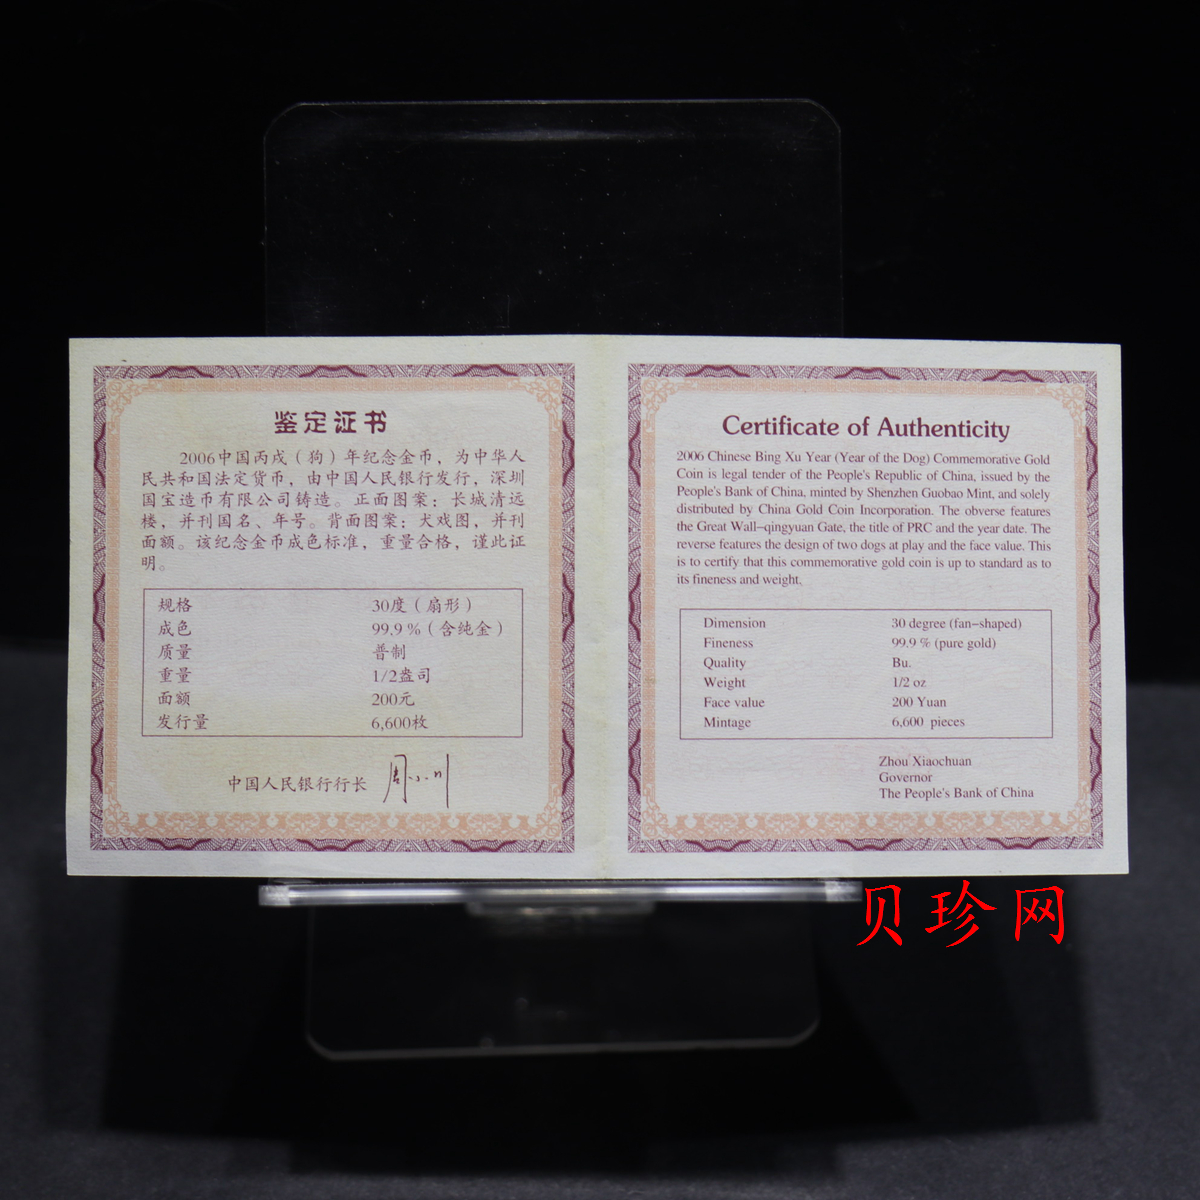 鉴定证书
2006中国丙戌（狗）年纪念金币，为中华人
民共和国法定货币，由中国人民银行发行，深圳
国宝造币有限公司铸造。正面图案：长城清远
楼，并刊国名、年号。背面图案：犬戏图，并刊
面额。该纪念金币成色标准，重量合格，谨此证
明。
规格 30度（扇形）
成色 99.9 %（含纯金）
质量 普制
重量 1/2盎司
面额 200元
发行量 6,600枚
中国人民银行行长 周小川
Certificate of Authenticity
2006 Chinese Bing Xu Year (Year of the Dog) Commemorative Gold
Coin is legal tender of the People's Republic of China, issued by the
People's Bank of China, minted by Shenzhen Guobao Mint, and solely
distributed by China Gold Coin Incorporation. The obverse features
the Great Wall-qingyuan Gate, the title of PRC and the year date. The
reverse features the design of two dogs at play and the face value. This
is to certify that this commemorative gold coin is up to standard as to
its fineness and weight.
Dimension 30 degree (fan-shaped)
Fineness 99.9 % (pure gold)
Quality Bu.
Weight 1/2 oz
Face value 200 Yuan
Mintage 6,600 pieces
Zhou Xiaochuan
Governor
The People's Bank of China
贝珍网